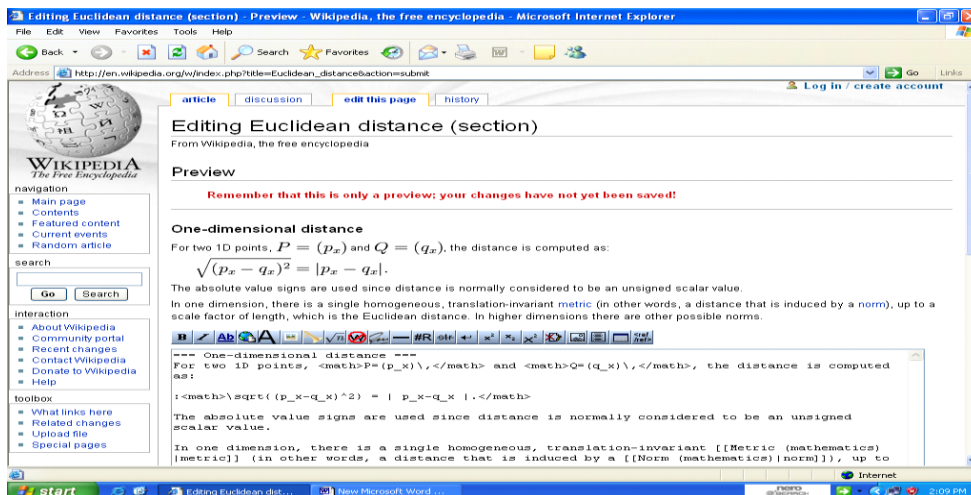 Editing Euclidean distance (section) - Preview - Wikipedia, the free encyclopedia - Microsoft Internet Explorer
File Edit View Favorites Tools Help
Back Search Favorites
Address http://en.wikipedia.org/w/index.php?title=Euclidean_distance&action=submit Go Links
Log in / create account
article discussion edit this page history
Editing Euclidean distance (section)
From Wikipedia, the free encyclopedia
WIKIPEDIA
The Free Encyclopedia
Preview
Remember that this is only a preview; your changes have not yet been saved!
navigation
Main page
Contents
Featured content
Current events
Random article
search
Go Search
interaction
About Wikipedia
Community portal
Recent changes
Contact Wikipedia
Donate to Wikipedia
Help
toolbox
What links here
Related changes
Upload file
Special pages
One-dimensional distance
For two 1D points, P = (pₓ) and Q = (qₓ), the distance is computed as:
√(pₓ − qₓ)² = |pₓ − qₓ|.
The absolute value signs are used since distance is normally considered to be an unsigned scalar value.
In one dimension, there is a single homogeneous, translation-invariant metric (in other words, a distance that is induced by a norm), up to a
scale factor of length, which is the Euclidean distance. In higher dimensions there are other possible norms.
B Ab A √n W #R
=== One-dimensional distance ===
For two 1D points, <math>P=(p_x)\,</math> and <math>Q=(q_x)\,</math>, the distance is computed
as:
:<math>\sqrt{(p_x-q_x)^2} = | p_x-q_x |.</math>
The absolute value signs are used since distance is normally considered to be an unsigned
scalar value.
In one dimension, there is a single homogeneous, translation-invariant [[Metric (mathematics)
|metric]] (in other words, a distance that is induced by a [[Norm (mathematics)|norm]]), up to
Internet
start Editing Euclidean dist... New Microsoft Word ... nero 2:09 PM